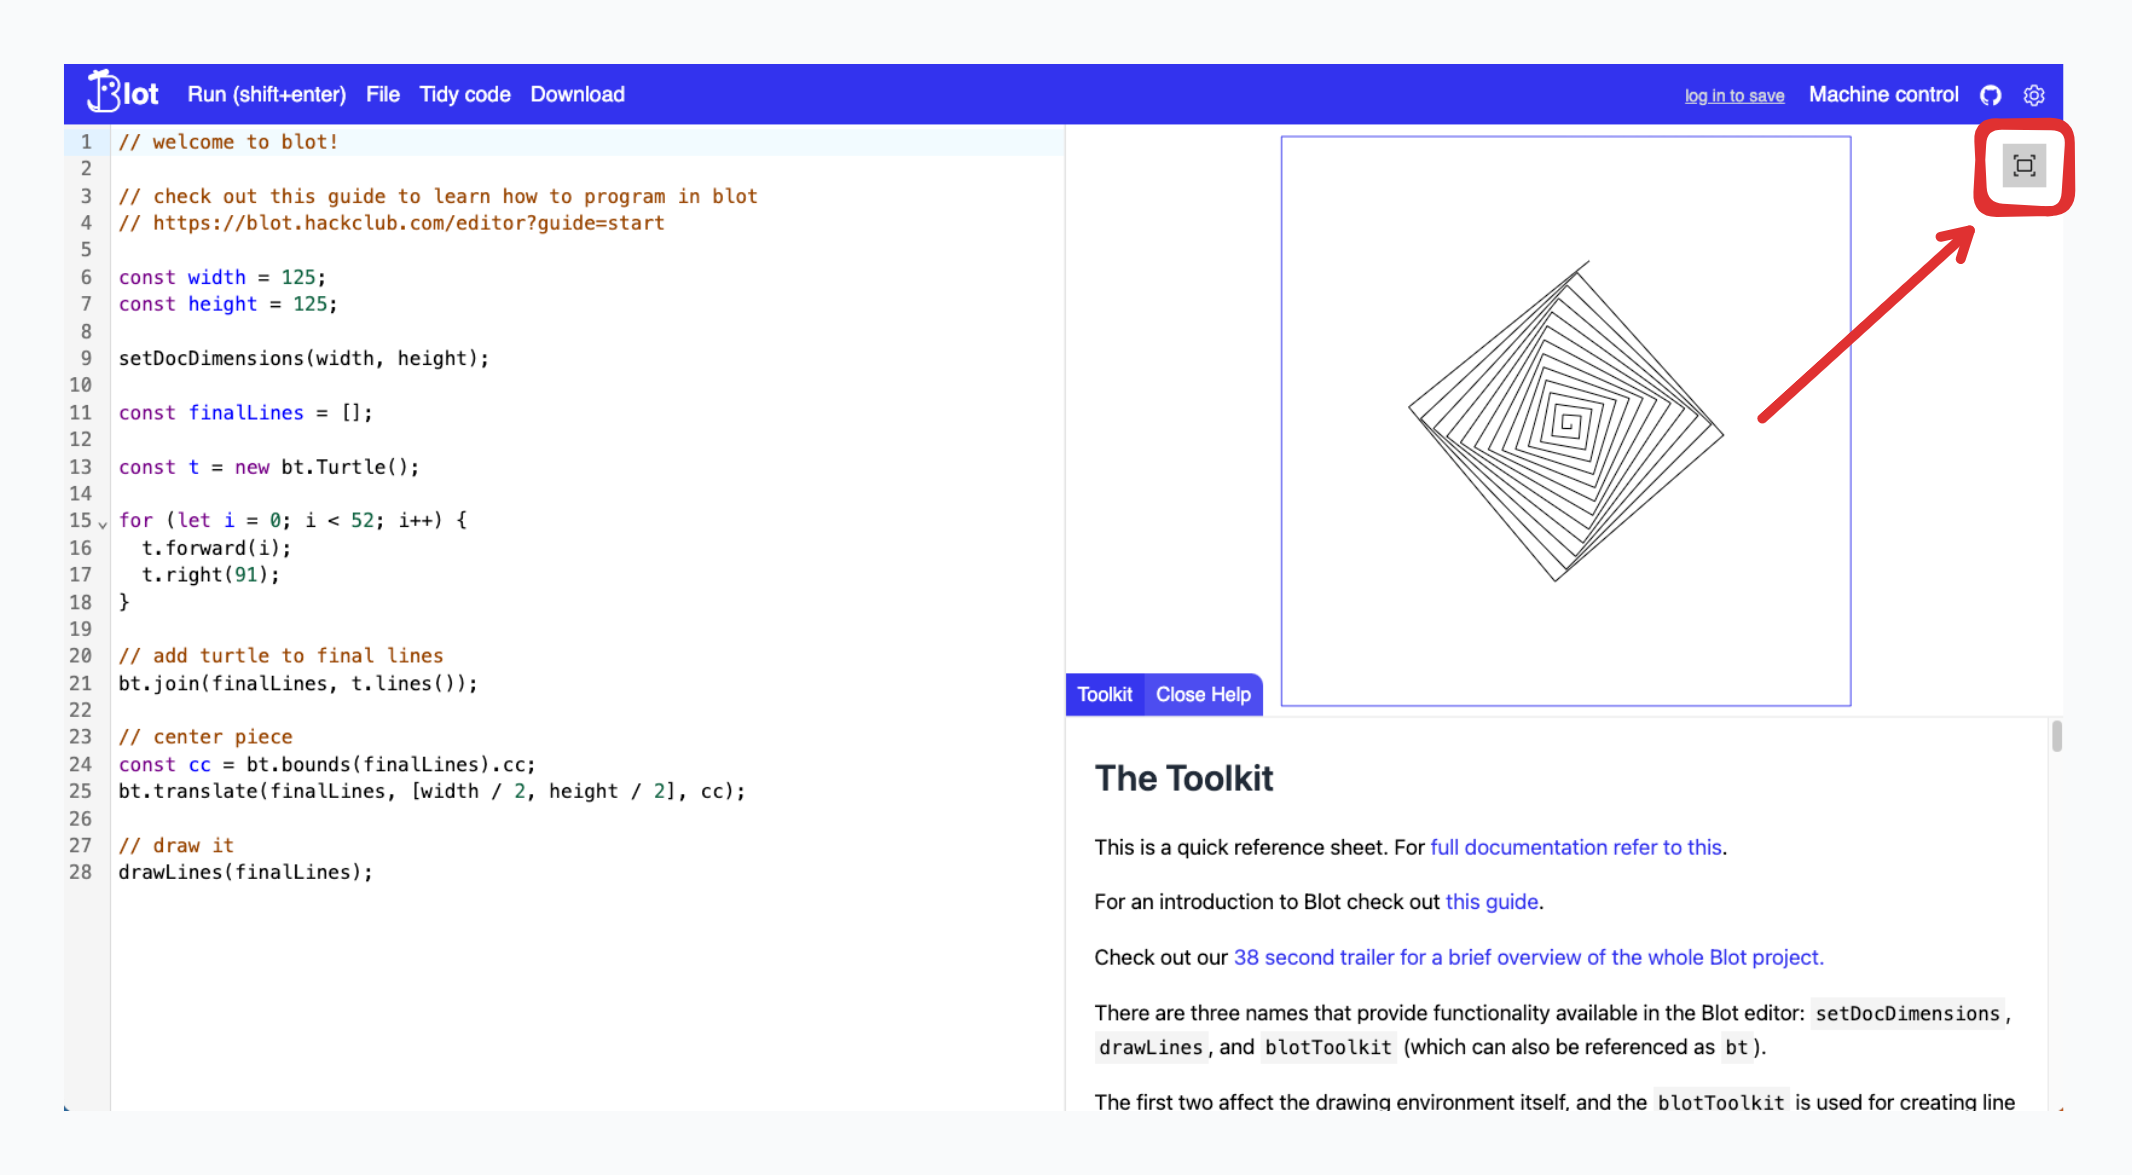 Blot Run (shift+enter) File Tidy code Download log in to save Machine control
1 // welcome to blot!
2
3 // check out this guide to learn how to program in blot
4 // https://blot.hackclub.com/editor?guide=start
5
6 const width = 125;
7 const height = 125;
8
9 setDocDimensions(width, height);
10
11 const finalLines = [];
12
13 const t = new bt.Turtle();
14
15 for (let i = 0; i < 52; i++) {
16   t.forward(i);
17   t.right(91);
18 }
19
20 // add turtle to final lines
21 bt.join(finalLines, t.lines());
22
23 // center piece
24 const cc = bt.bounds(finalLines).cc;
25 bt.translate(finalLines, [width / 2, height / 2], cc);
26
27 // draw it
28 drawLines(finalLines);
Toolkit Close Help
The Toolkit
This is a quick reference sheet. For full documentation refer to this.
For an introduction to Blot check out this guide.
Check out our 38 second trailer for a brief overview of the whole Blot project.
There are three names that provide functionality available in the Blot editor: setDocDimensions,
drawLines, and blotToolkit (which can also be referenced as bt).
The first two affect the drawing environment itself, and the blotToolkit is used for creating line